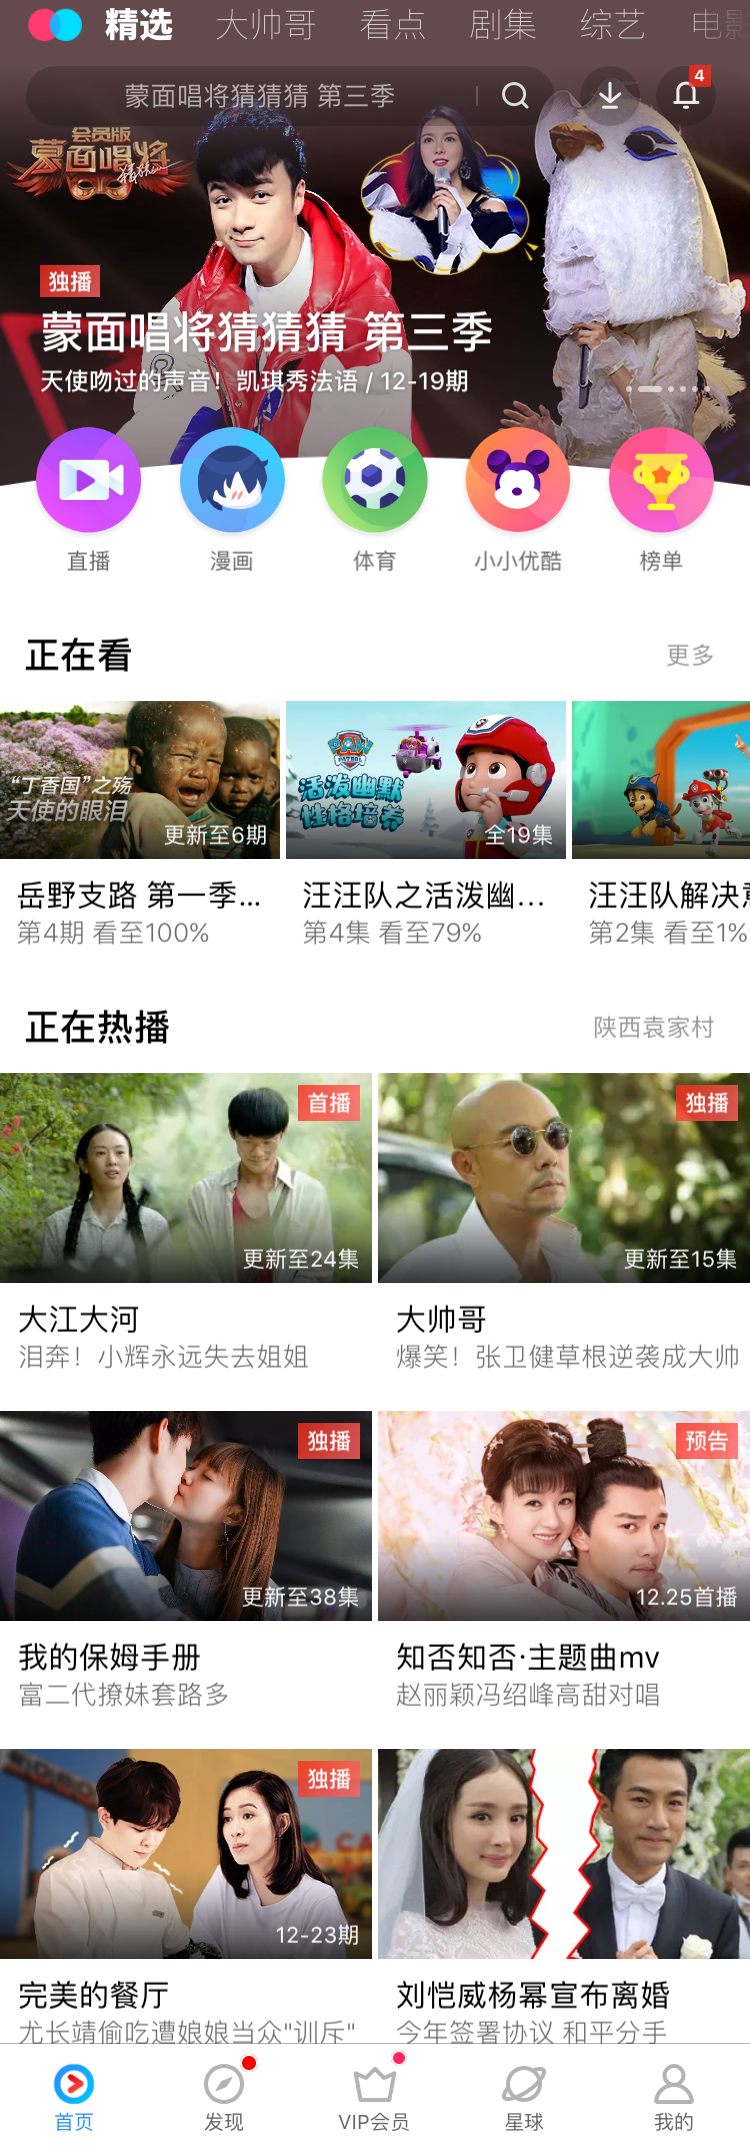 精选 大帅哥 看点 剧集 综艺 电影
蒙面唱将猜猜猜 第三季
4
会员版
蒙面唱将
猜猜猜
独播
蒙面唱将猜猜猜 第三季
天使吻过的声音！凯琪秀法语 / 12-19期
直播 漫画 体育 小小优酷 榜单
正在看 更多
“丁香国”之殇
天使的眼泪
更新至6期
PAW
PATROL
活泼幽默
性格培养
全19集
岳野支路 第一季... 汪汪队之活泼幽... 汪汪队解决
第4期 看至100% 第4集 看至79% 第2集 看至1%
正在热播 陕西袁家村
首播 独播
更新至24集 更新至15集
大江大河 大帅哥
泪奔！小辉永远失去姐姐 爆笑！张卫健草根逆袭成大帅
独播 预告
更新至38集 12.25首播
我的保姆手册 知否知否·主题曲mv
富二代撩妹套路多 赵丽颖冯绍峰高甜对唱
独播
12-23期
完美的餐厅 刘恺威杨幂宣布离婚
尤长靖偷吃遭娘娘当众"训斥" 今年签署协议 和平分手
首页 发现 VIP会员 星球 我的